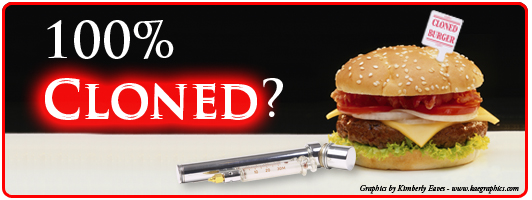 100%
CLONED?
CLONED
BURGER
Graphics by Kimberly Eaves - www.kaegraphics.com